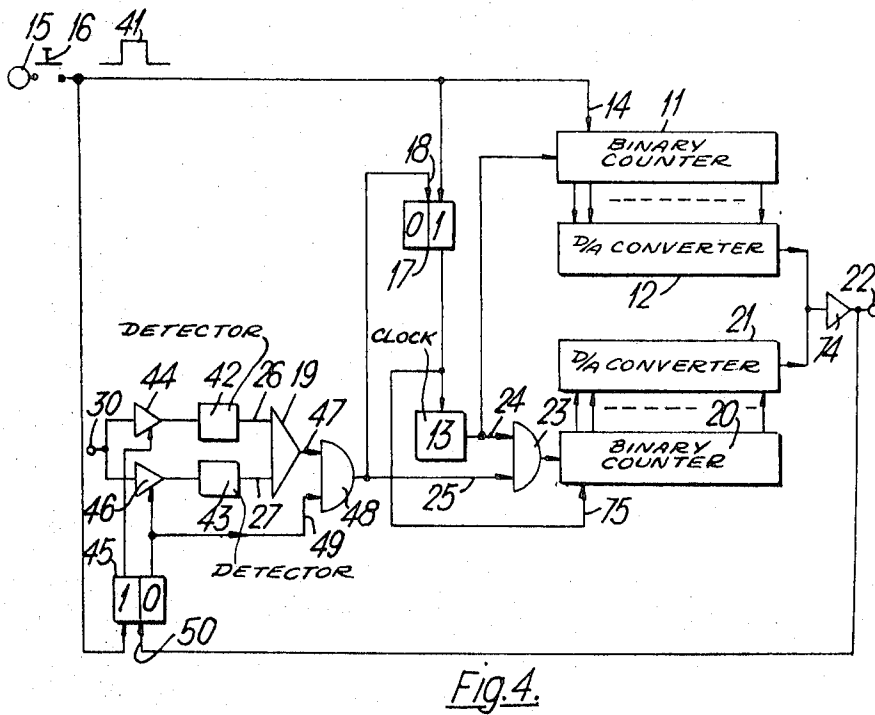 15 16 41
14 11
BINARY
COUNTER
18
0 1
17
D/A CONVERTER
12
22
74
DETECTOR
CLOCK
21
D/A CONVERTER
44 42 26 19
30
47
13
24
23
20
BINARY
COUNTER
46
43 27
48
25
49
75
45
DETECTOR
1 0
50
Fig. 4.